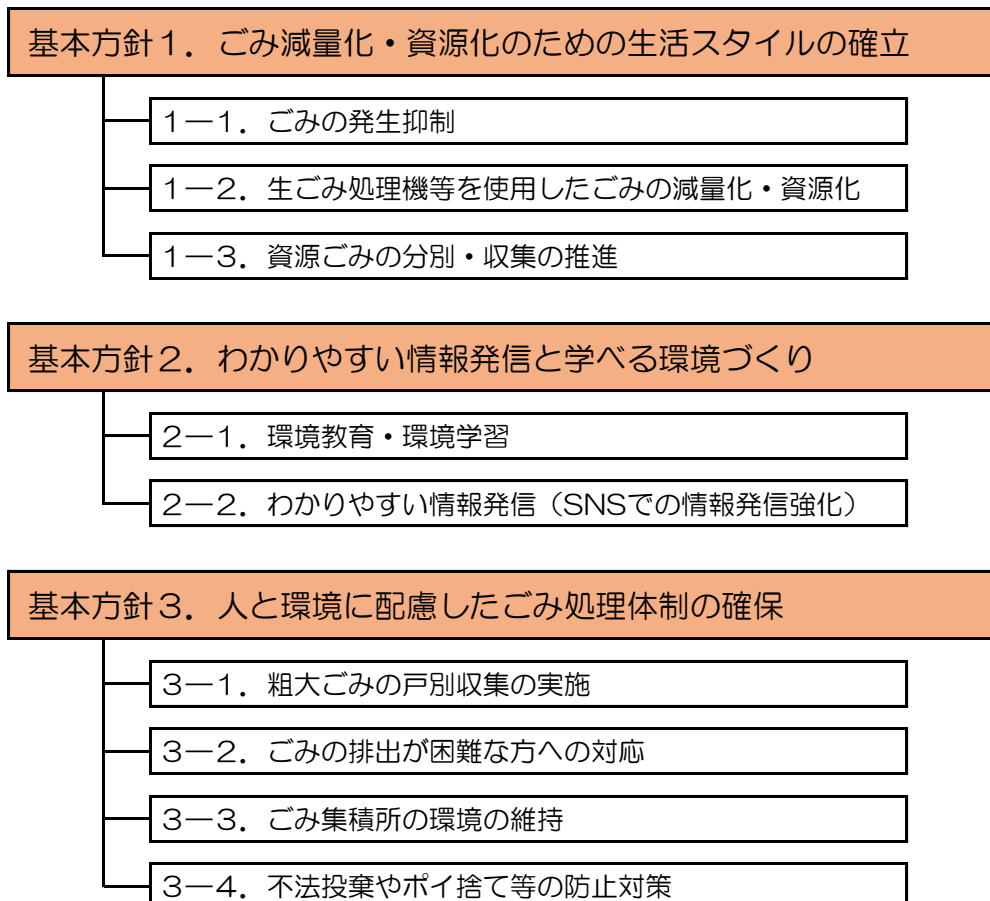 基本方針１．ごみ減量化・資源化のための生活スタイルの確立
１―１．ごみの発生抑制
１―２．生ごみ処理機等を使用したごみの減量化・資源化
１―３．資源ごみの分別・収集の推進
基本方針２．わかりやすい情報発信と学べる環境づくり
２―１．環境教育・環境学習
２―２．わかりやすい情報発信（SNSでの情報発信強化）
基本方針３．人と環境に配慮したごみ処理体制の確保
３―１．粗大ごみの戸別収集の実施
３―２．ごみの排出が困難な方への対応
３―３．ごみ集積所の環境の維持
３―４．不法投棄やポイ捨て等の防止対策